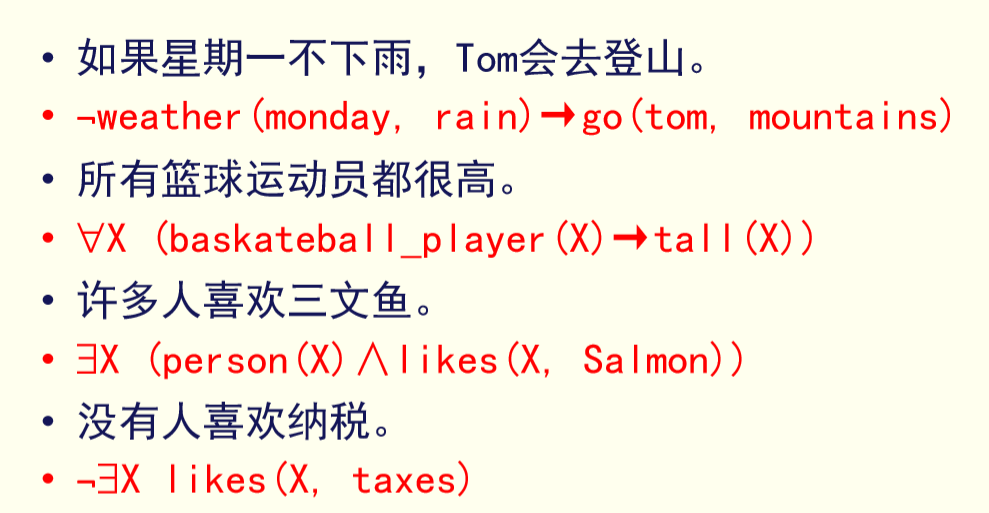 • 如果星期一不下雨，Tom会去登山。
• ¬weather(monday, rain)→go(tom, mountains)
• 所有篮球运动员都很高。
• ∀X (baskateball_player(X)→tall(X))
• 许多人喜欢三文鱼。
• ∃X (person(X)∧likes(X, Salmon))
• 没有人喜欢纳税。
• ¬∃X likes(X, taxes)